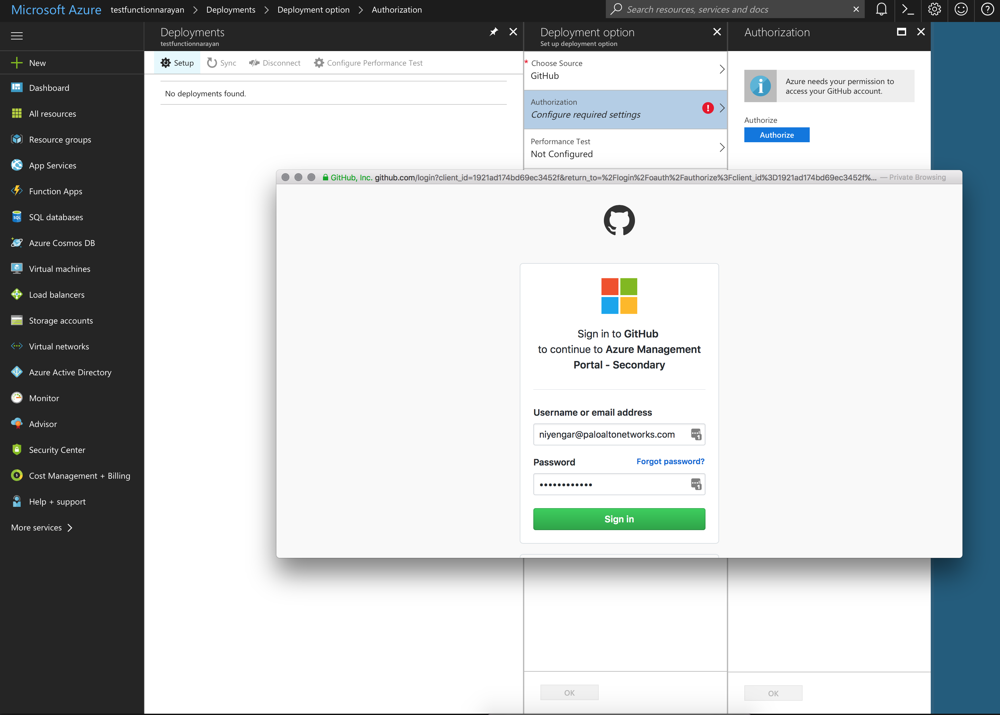 Microsoft Azure testfunctionnarayan > Deployments > Deployment option > Authorization
Search resources, services and docs
New
Dashboard
All resources
Resource groups
App Services
Function Apps
SQL databases
Azure Cosmos DB
Virtual machines
Load balancers
Storage accounts
Virtual networks
Azure Active Directory
Monitor
Advisor
Security Center
Cost Management + Billing
Help + support
More services
Deployments
testfunctionnarayan
Setup Sync Disconnect Configure Performance Test
No deployments found.
Deployment option
Set up deployment option
* Choose Source
GitHub
Authorization
Configure required settings
Performance Test
Not Configured
OK
Authorization
Azure needs your permission to
access your GitHub account.
Authorize
Authorize
OK
GitHub, Inc. github.com/login?client_id=1921ad174bd69ec3452f&return_to=%2Flogin%2Foauth%2Fauthorize%3Fclient_id%3D1921ad174bd69ec3452f%... — Private Browsing
Sign in to GitHub
to continue to Azure Management
Portal - Secondary
Username or email address
niyengar@paloaltonetworks.com
Password Forgot password?
••••••••••••
Sign in